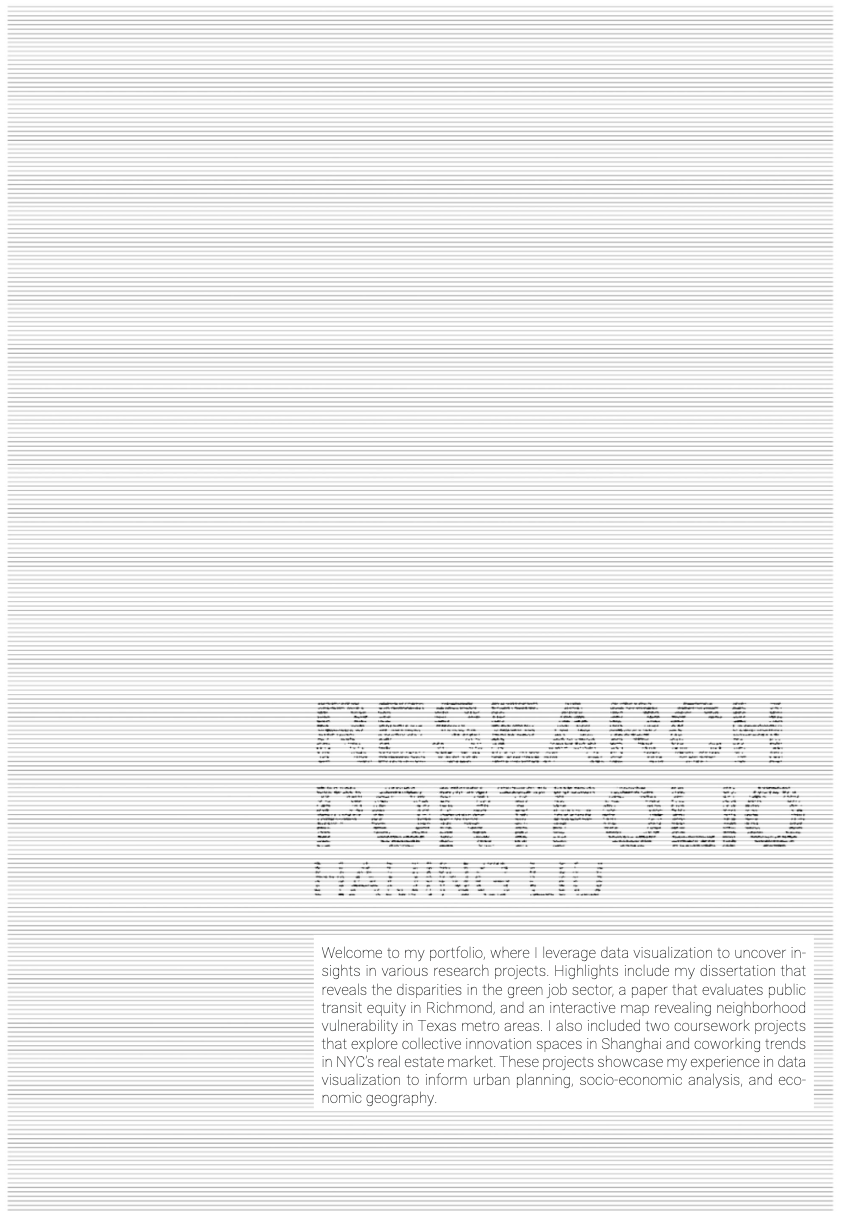 RESEARCH
PORTFOLIO
Welcome to my portfolio, where I leverage data visualization to uncover in-
sights in various research projects. Highlights include my dissertation that
reveals the disparities in the green job sector, a paper that evaluates public
transit equity in Richmond, and an interactive map revealing neighborhood
vulnerability in Texas metro areas. I also included two coursework projects
that explore collective innovation spaces in Shanghai and coworking trends
in NYC's real estate market. These projects showcase my experience in data
visualization to inform urban planning, socio-economic analysis, and eco-
nomic geography.